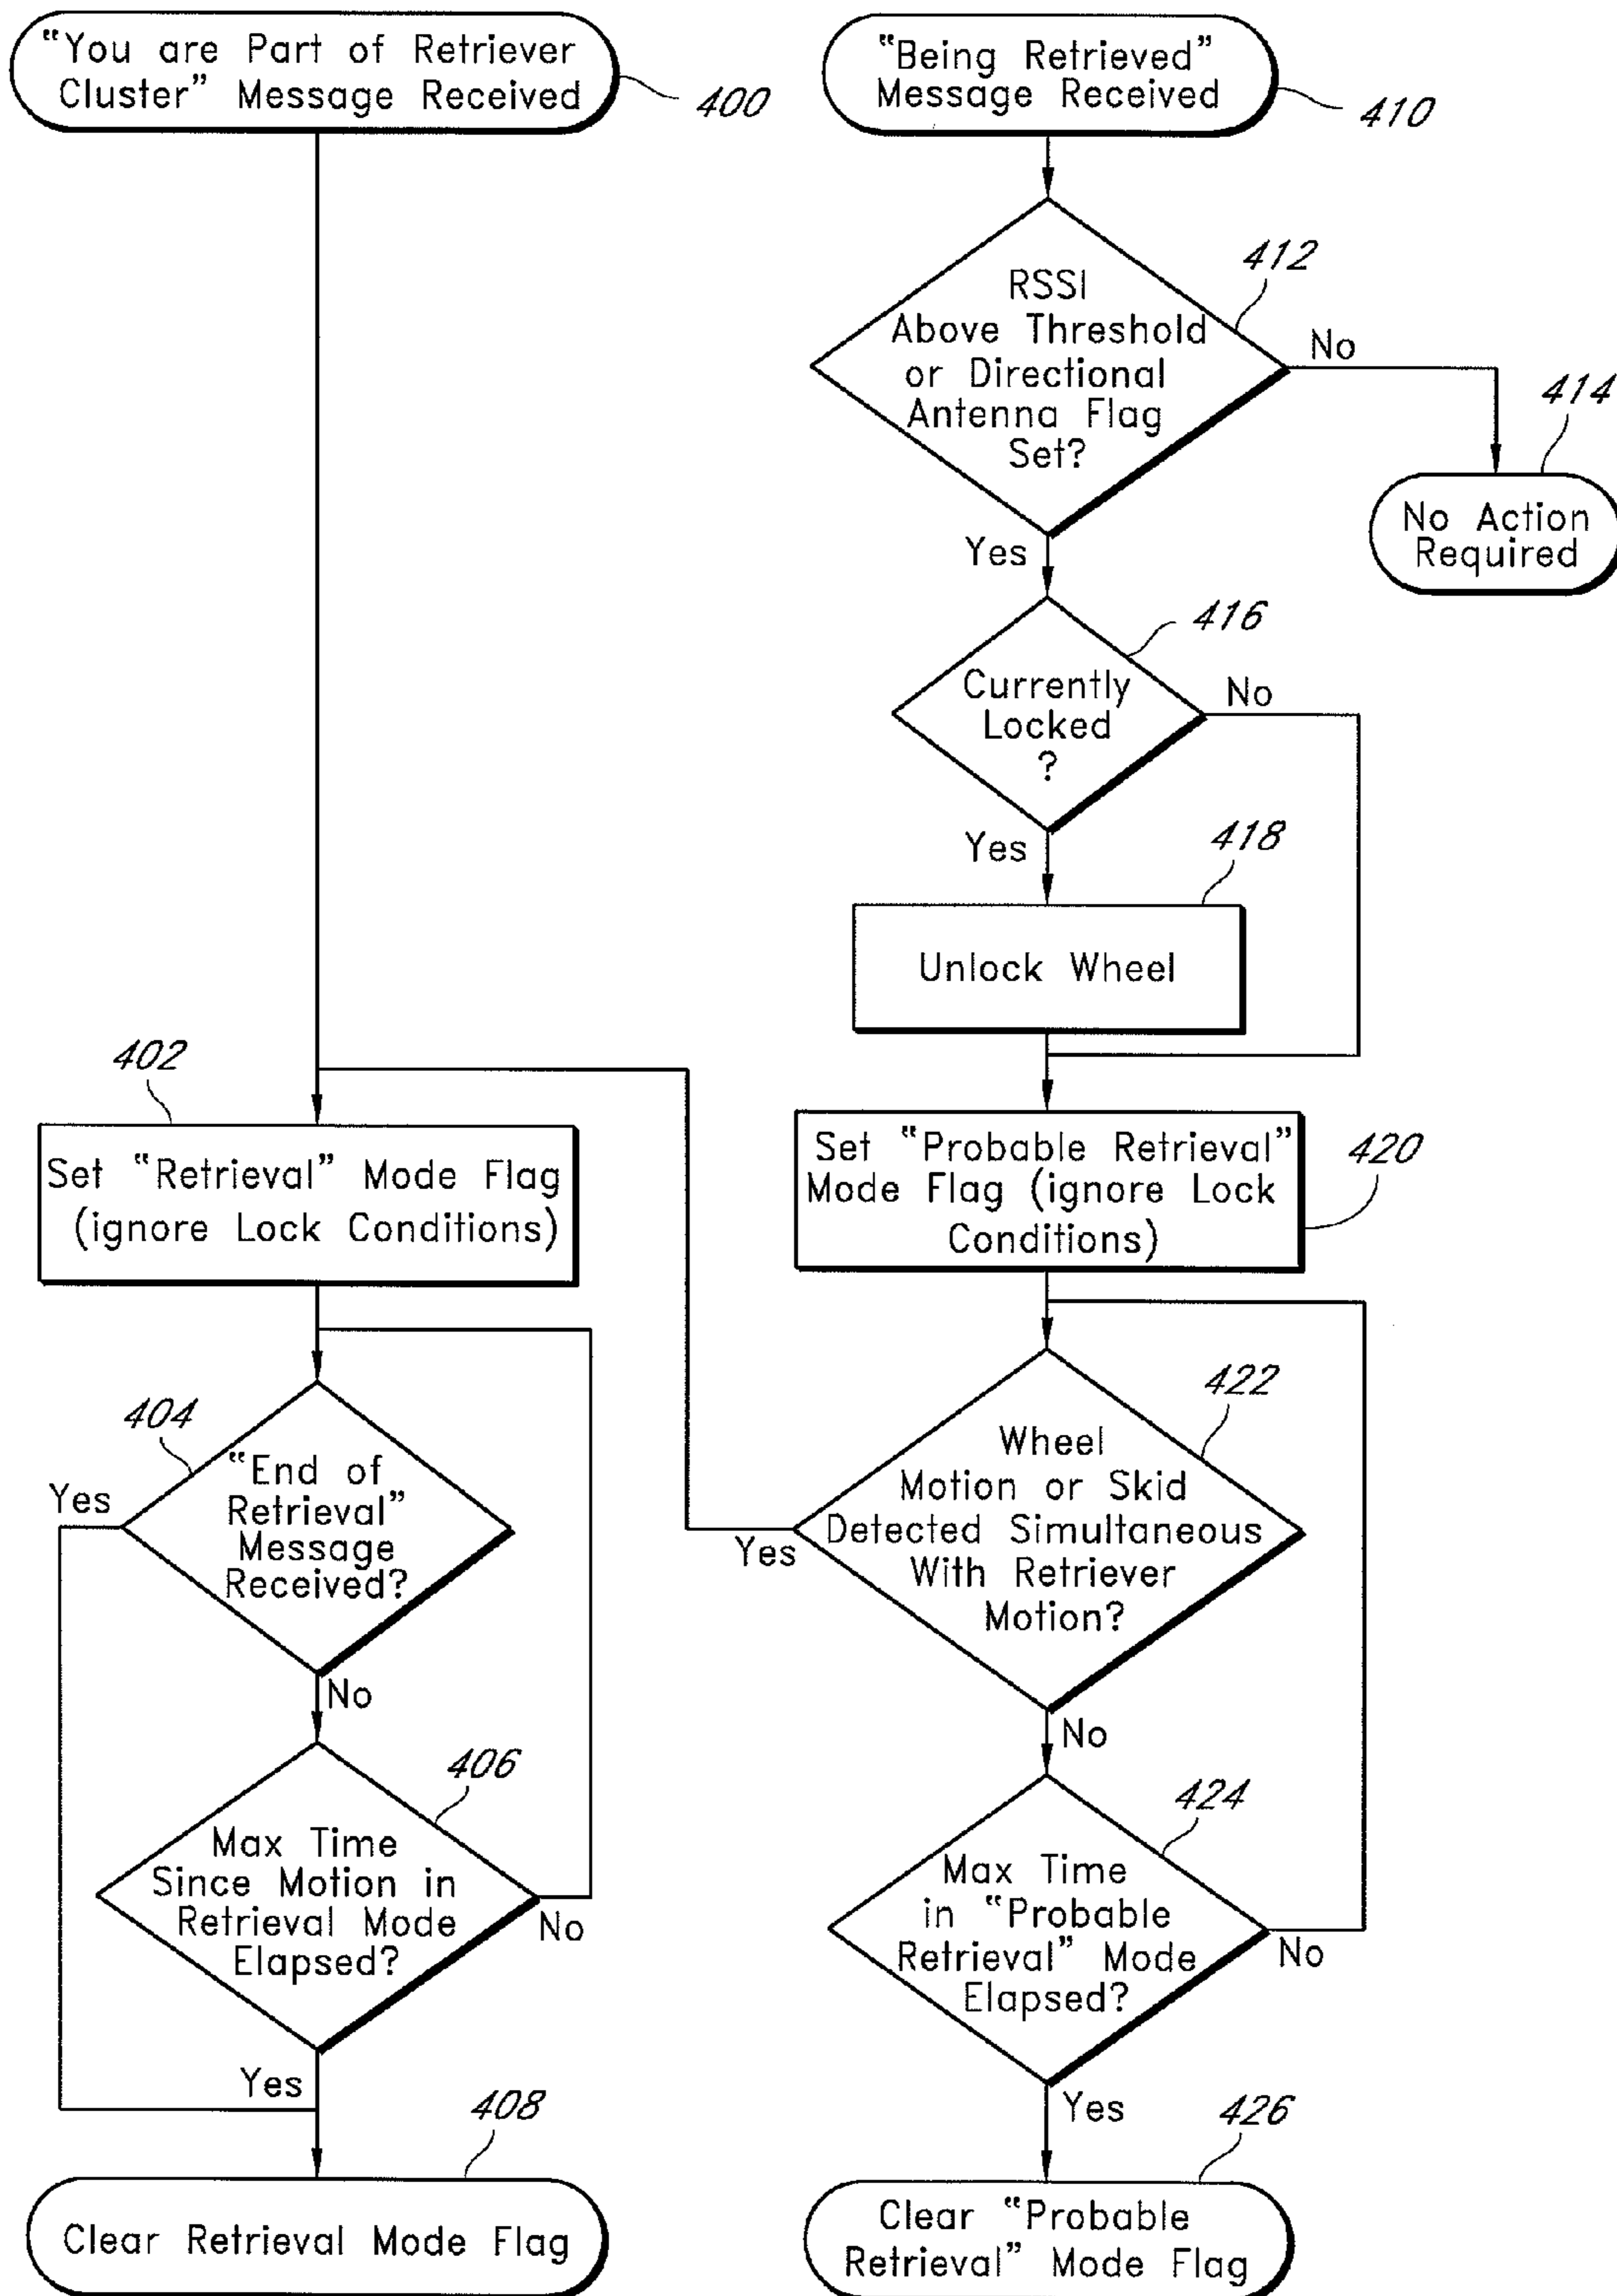 “You are Part of Retriever
Cluster” Message Received
400
“Being Retrieved”
Message Received
410
RSSI
Above Threshold
or Directional
Antenna Flag
Set?
412
No
414
No Action
Required
Yes
416
Currently
Locked
?
No
Yes
418
Unlock Wheel
402
Set “Retrieval” Mode Flag
(ignore Lock Conditions)
Set “Probable Retrieval”
Mode Flag (ignore Lock
Conditions)
420
404
“End of
Retrieval”
Message
Received?
Yes
No
422
Wheel
Motion or Skid
Detected Simultaneous
With Retriever
Motion?
Yes
No
406
Max Time
Since Motion in
Retrieval Mode
Elapsed?
No
Yes
424
Max Time
in “Probable
Retrieval” Mode
Elapsed?
No
Yes
408
Clear Retrieval Mode Flag
426
Clear “Probable
Retrieval” Mode Flag